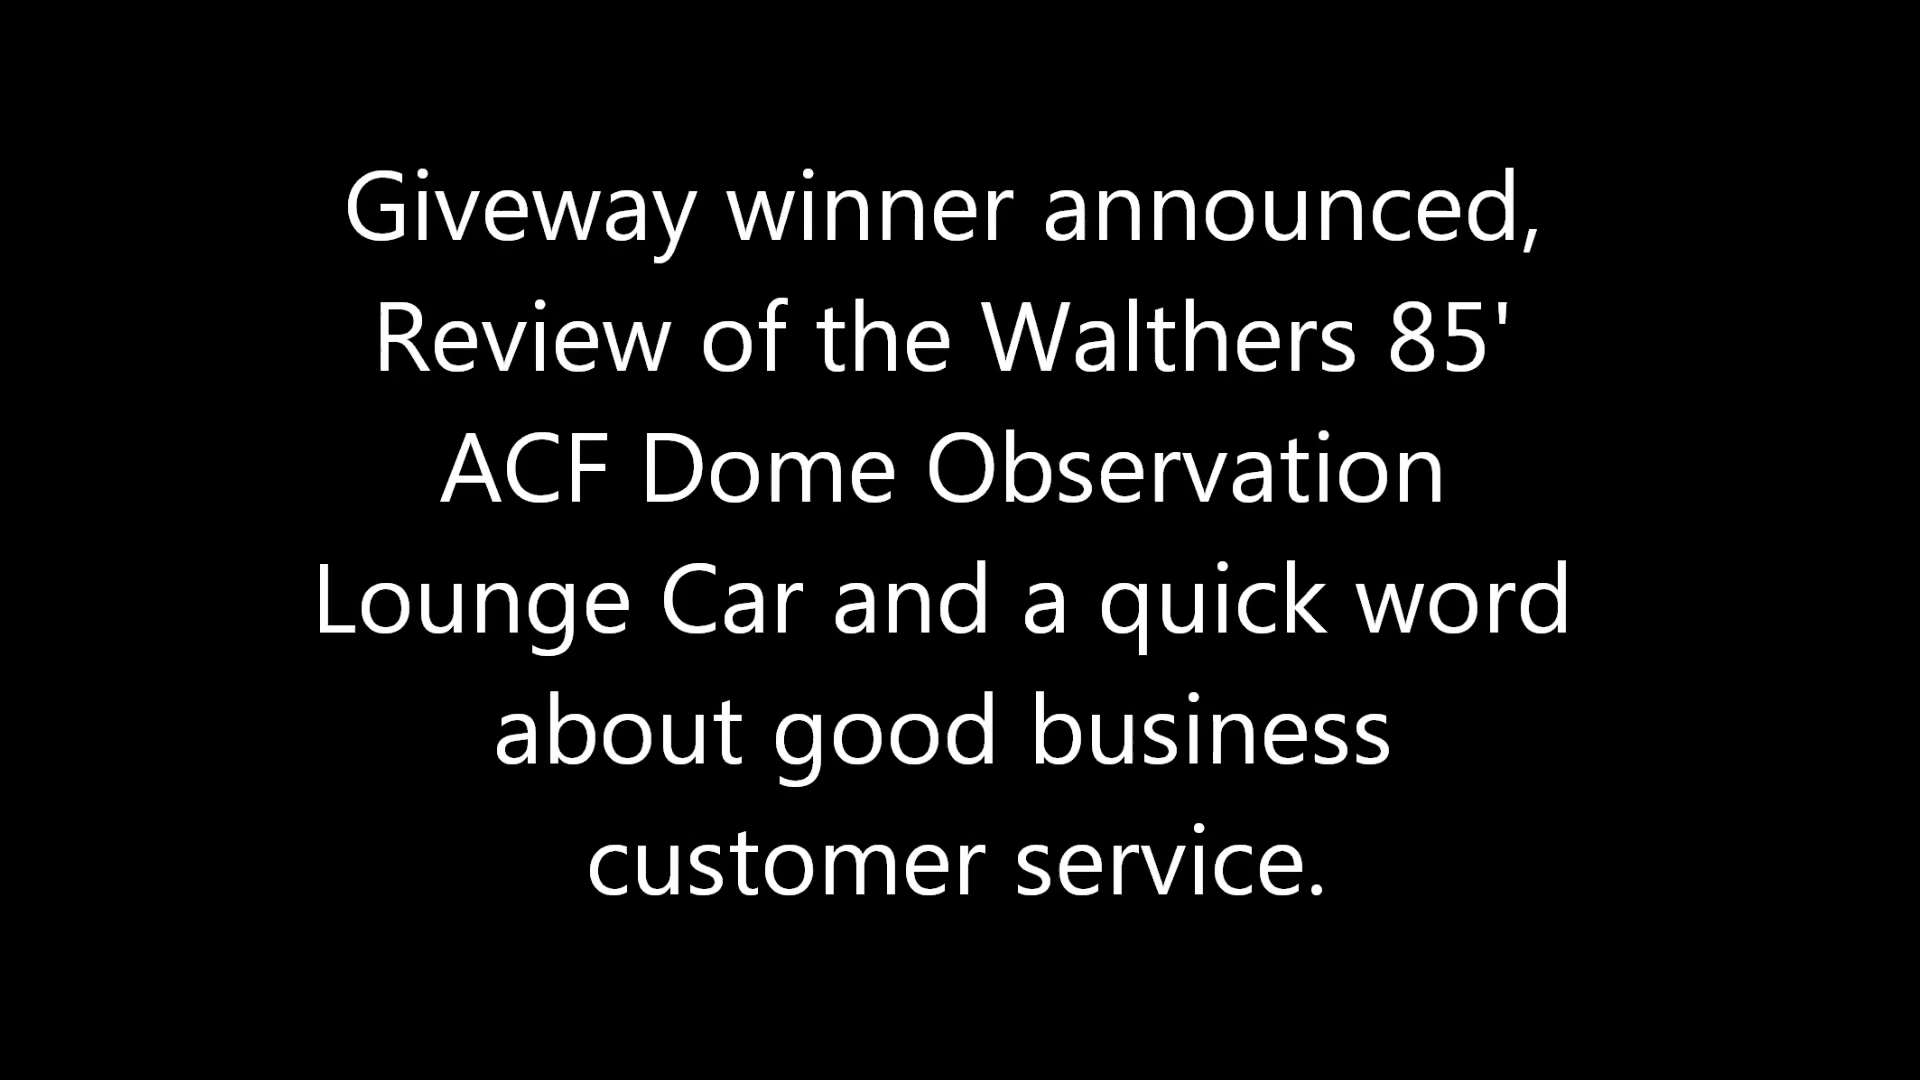 Giveway winner announced,
Review of the Walthers 85'
ACF Dome Observation
Lounge Car and a quick word
about good business
customer service.